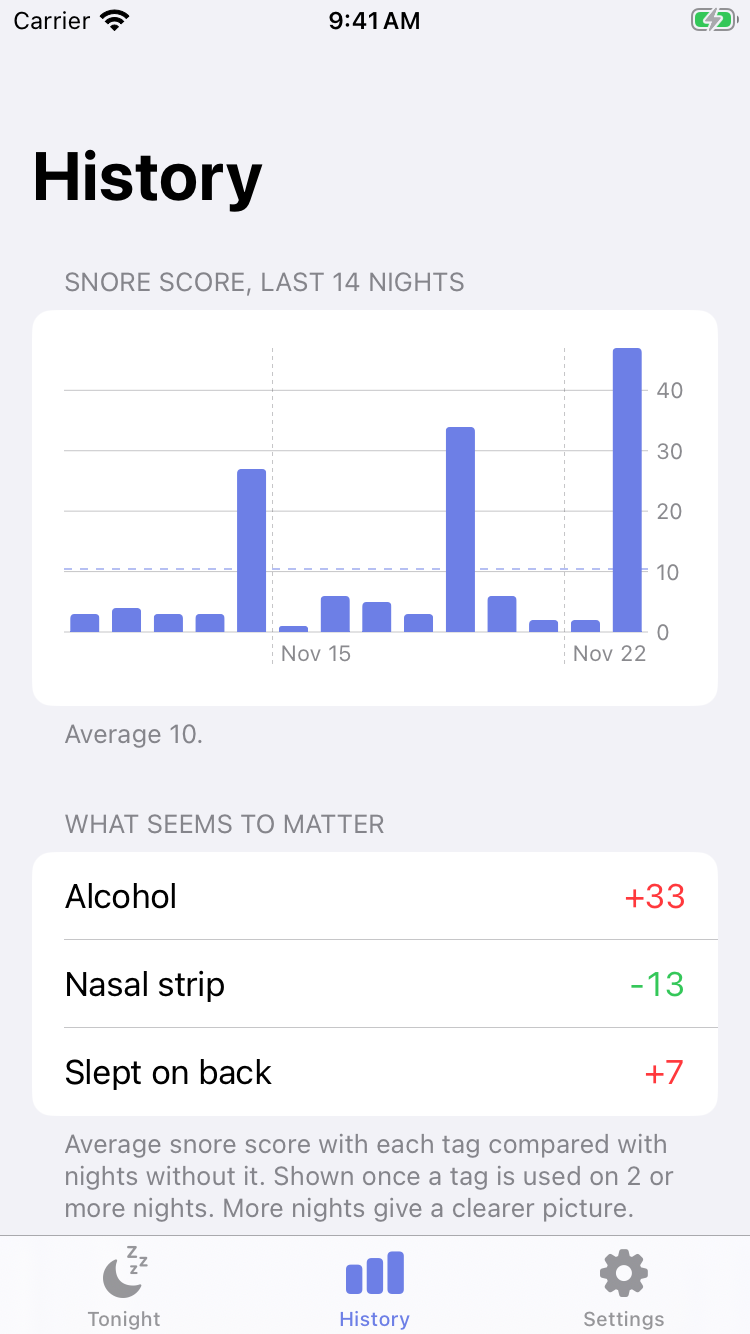 Carrier 9:41 AM
History
SNORE SCORE, LAST 14 NIGHTS
40
30
20
10
0
Nov 15 Nov 22
Average 10.
WHAT SEEMS TO MATTER
Alcohol +33
Nasal strip -13
Slept on back +7
Average snore score with each tag compared with
nights without it. Shown once a tag is used on 2 or
more nights. More nights give a clearer picture.
z z z
Tonight History Settings